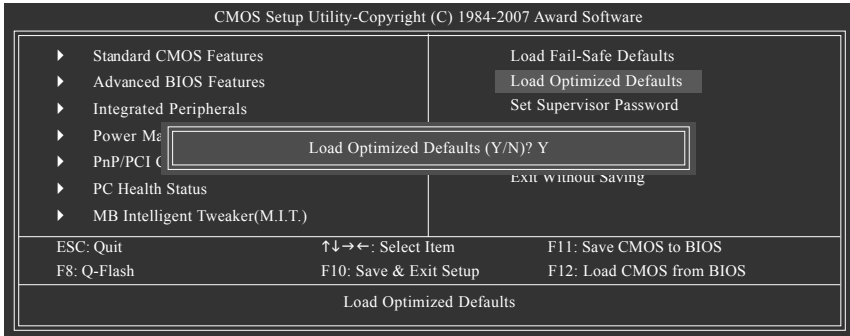 CMOS Setup Utility-Copyright (C) 1984-2007 Award Software
Standard CMOS Features
Advanced BIOS Features
Integrated Peripherals
Power Ma
PnP/PCI
PC Health Status
MB Intelligent Tweaker(M.I.T.)
Load Fail-Safe Defaults
Load Optimized Defaults
Set Supervisor Password
Exit Without Saving
Load Optimized Defaults (Y/N)? Y
ESC: Quit ↑↓→←: Select Item F11: Save CMOS to BIOS
F8: Q-Flash F10: Save & Exit Setup F12: Load CMOS from BIOS
Load Optimized Defaults